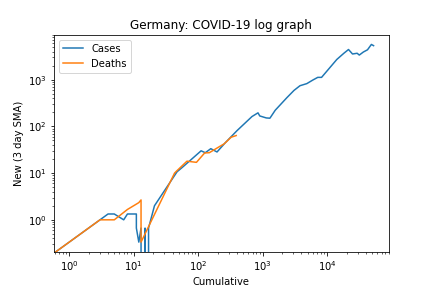 Germany: COVID-19 log graph
Cases
Deaths
New (3 day SMA)
10³
10²
10¹
10⁰
10⁰ 10¹ 10² 10³ 10⁴
Cumulative